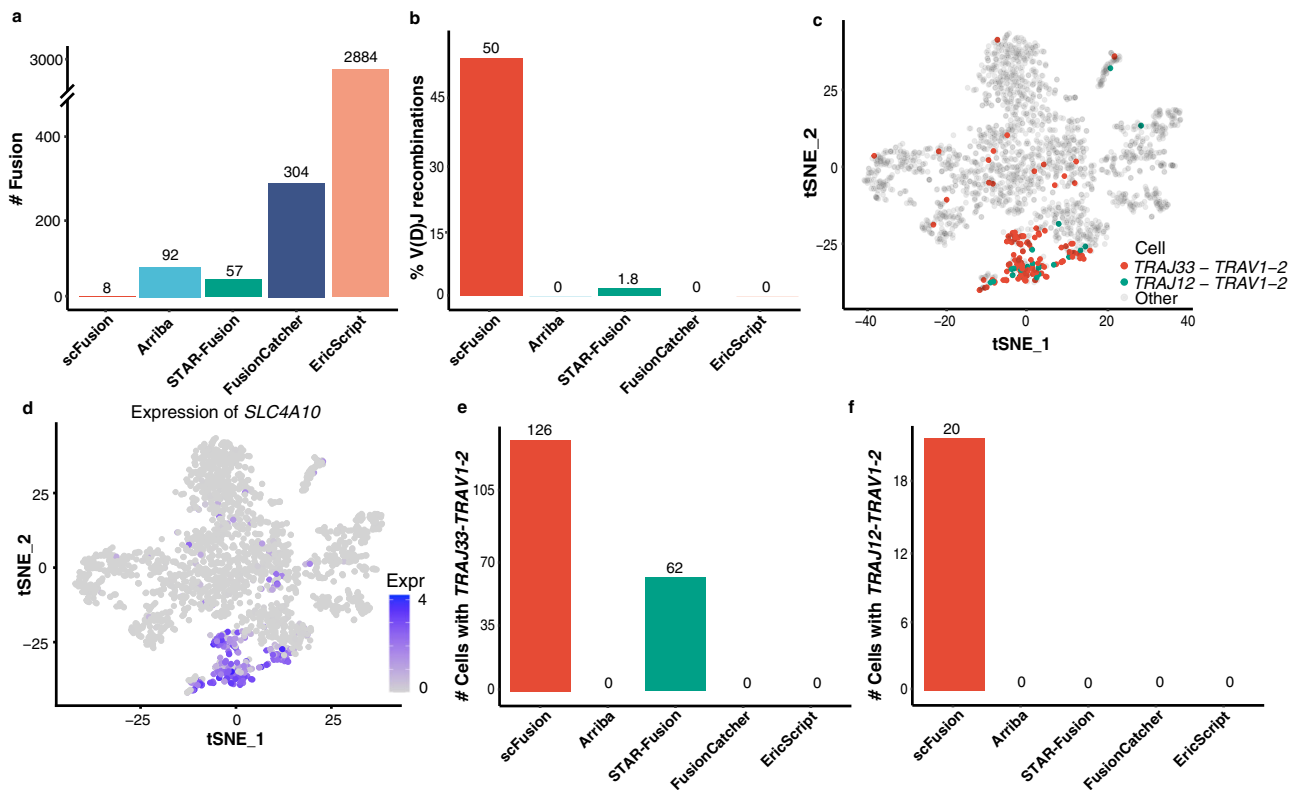 a
# Fusion
3000
400
200
0
8
92
57
304
2884
scFusion
Arriba
STAR-Fusion
FusionCatcher
EricScript
b
% V(D)J recombinations
45
30
15
0
50
0
1.8
0
0
scFusion
Arriba
STAR-Fusion
FusionCatcher
EricScript
c
tSNE_2
25
0
−25
−40
−20
0
20
40
tSNE_1
Cell
TRAJ33 − TRAV1−2
TRAJ12 − TRAV1−2
Other
d
Expression of SLC4A10
tSNE_2
25
0
−25
−25
0
25
tSNE_1
Expr
4
0
e
# Cells with TRAJ33-TRAV1-2
105
70
35
0
126
0
62
0
0
scFusion
Arriba
STAR-Fusion
FusionCatcher
EricScript
f
# Cells with TRAJ12-TRAV1-2
18
12
6
0
20
0
0
0
0
scFusion
Arriba
STAR-Fusion
FusionCatcher
EricScript